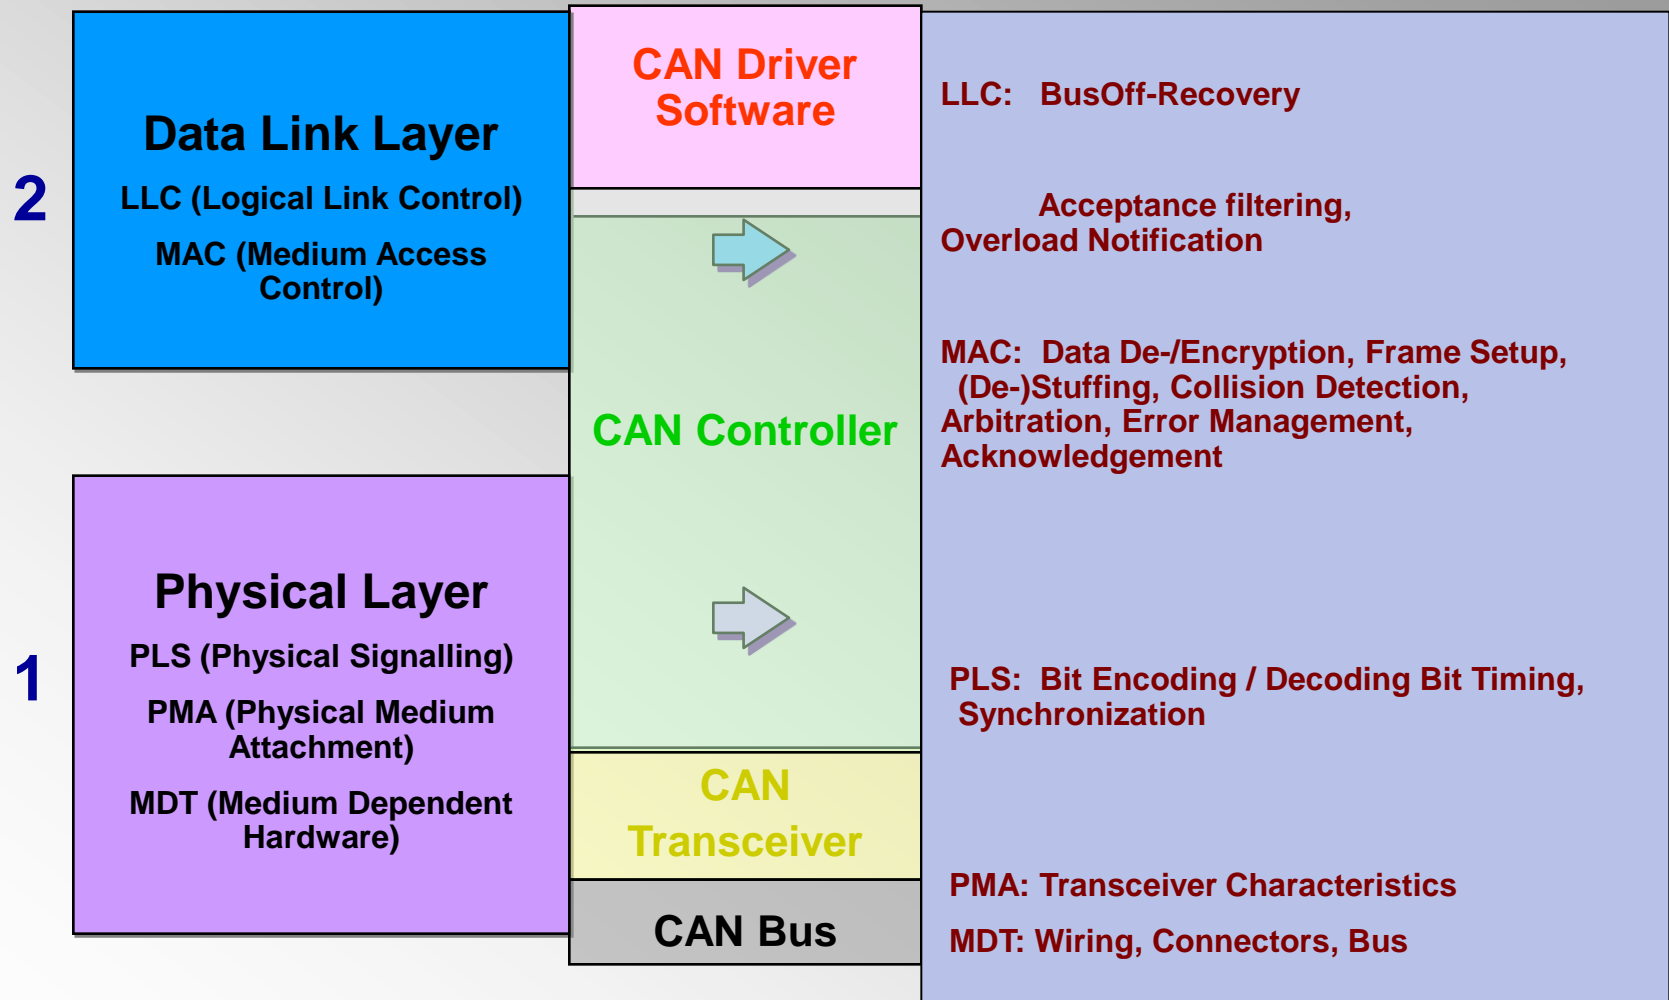 2
Data Link Layer
LLC (Logical Link Control)
MAC (Medium Access
Control)
1
Physical Layer
PLS (Physical Signalling)
PMA (Physical Medium
Attachment)
MDT (Medium Dependent
Hardware)
CAN Driver
Software
CAN Controller
CAN
Transceiver
CAN Bus
LLC: BusOff-Recovery
Acceptance filtering,
Overload Notification
MAC: Data De-/Encryption, Frame Setup,
(De-)Stuffing, Collision Detection,
Arbitration, Error Management,
Acknowledgement
PLS: Bit Encoding / Decoding Bit Timing,
Synchronization
PMA: Transceiver Characteristics
MDT: Wiring, Connectors, Bus